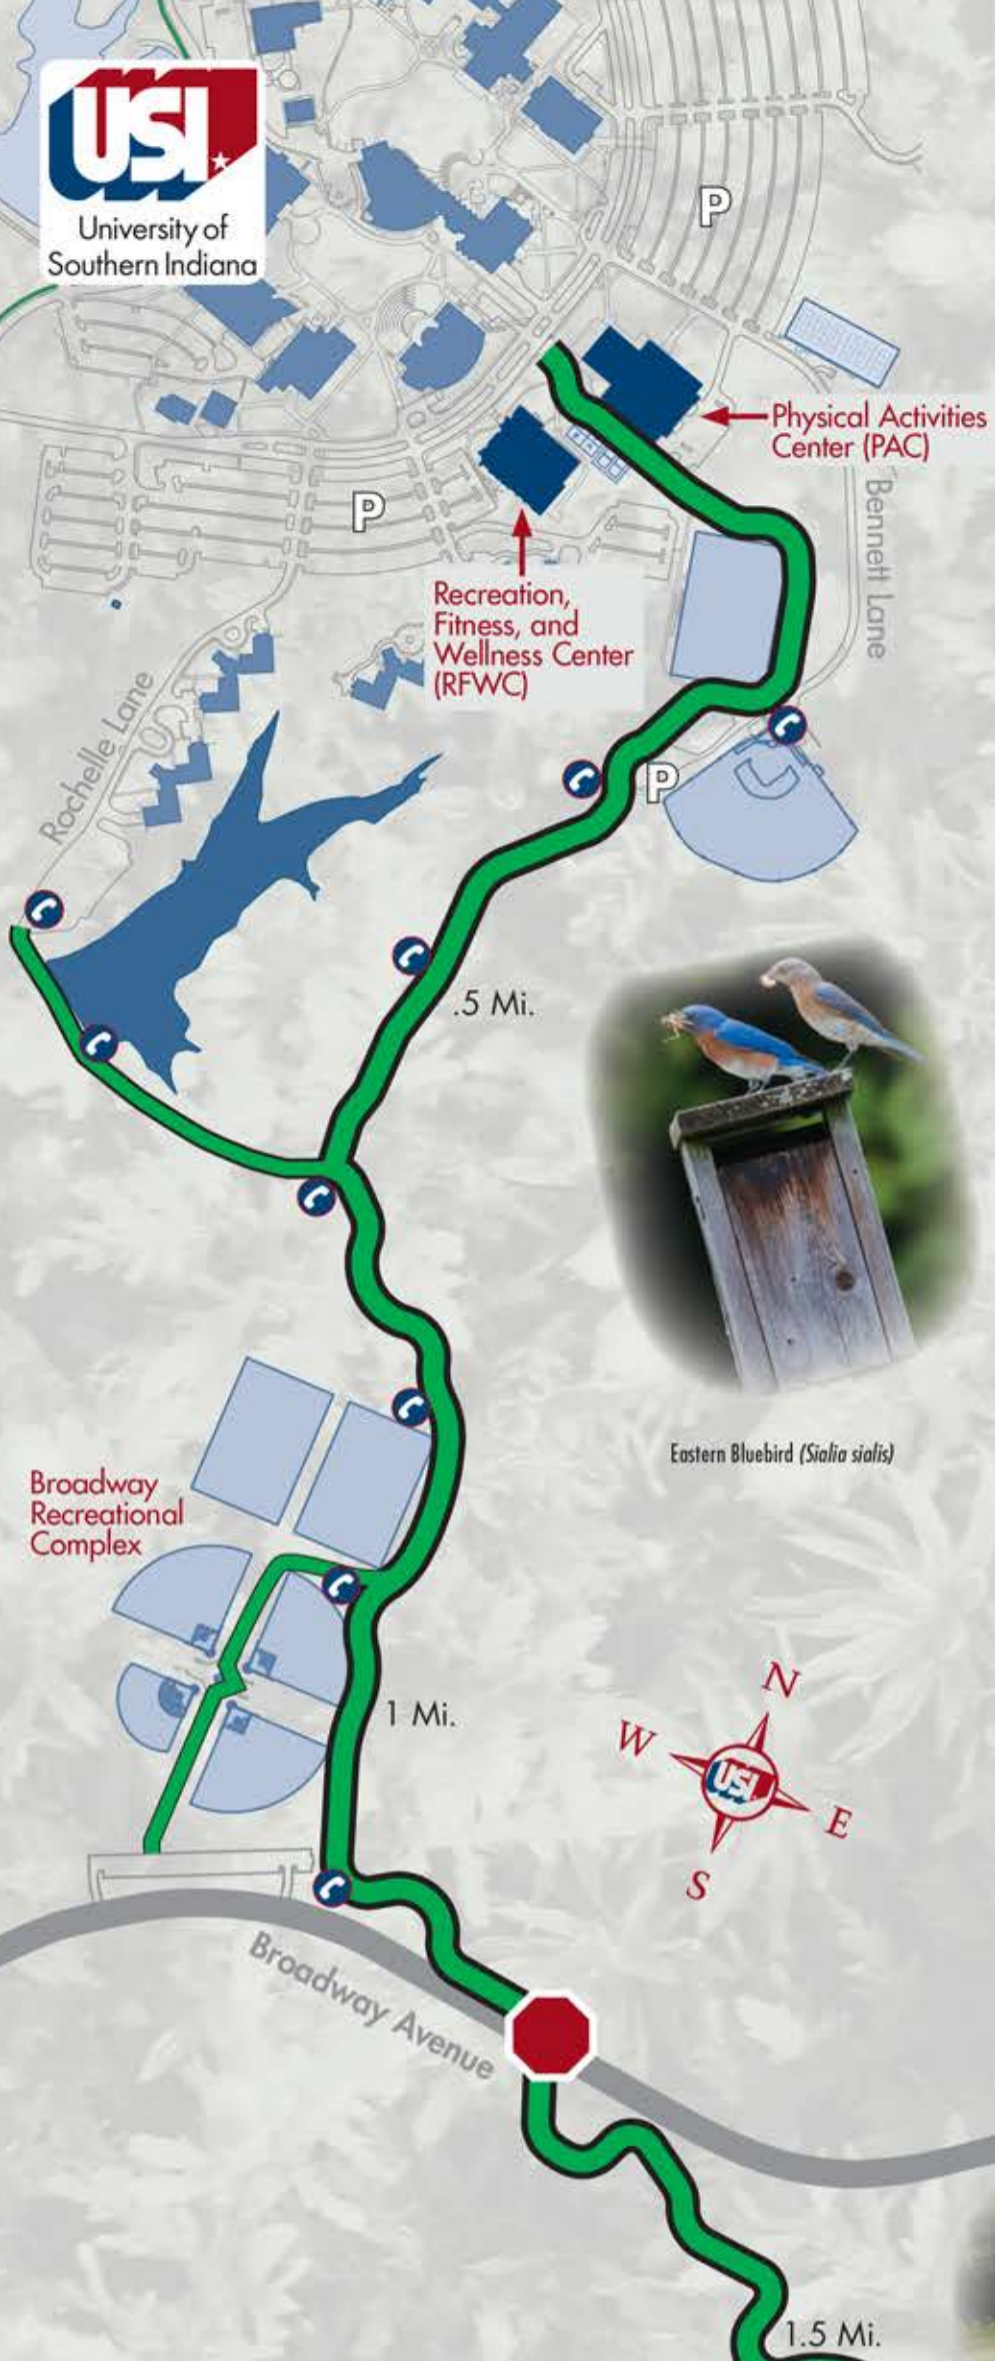 USI
University of
Southern Indiana
P
Physical Activities
Center (PAC)
Bennett Lane
P
Recreation,
Fitness, and
Wellness Center
(RFWC)
Rochelle Lane
P
.5 Mi.
Eastern Bluebird (Sialia sialis)
Broadway
Recreational
Complex
1 Mi.
N
W
USI
E
S
Broadway Avenue
1.5 Mi.